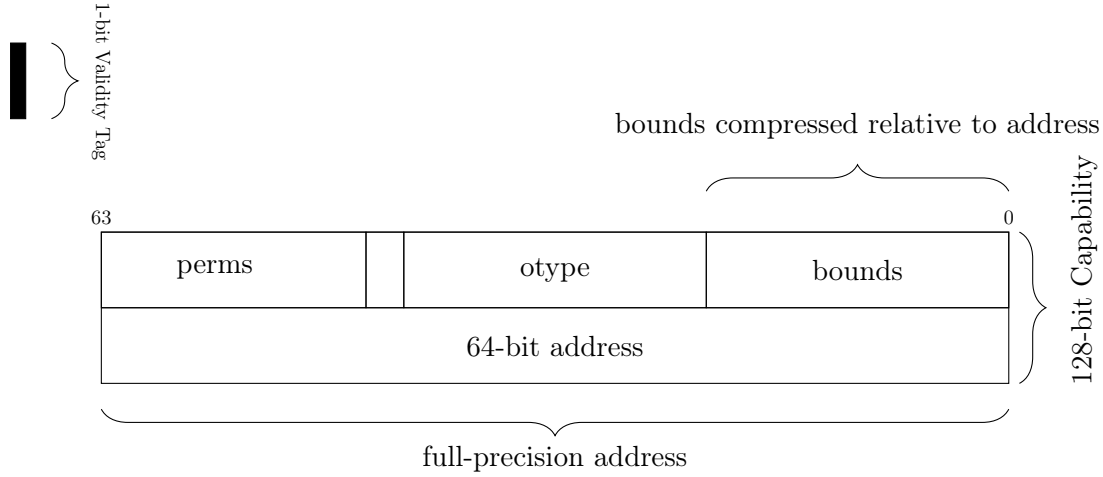 1-bit Validity Tag
bounds compressed relative to address
63
0
perms
otype
bounds
128-bit Capability
64-bit address
full-precision address